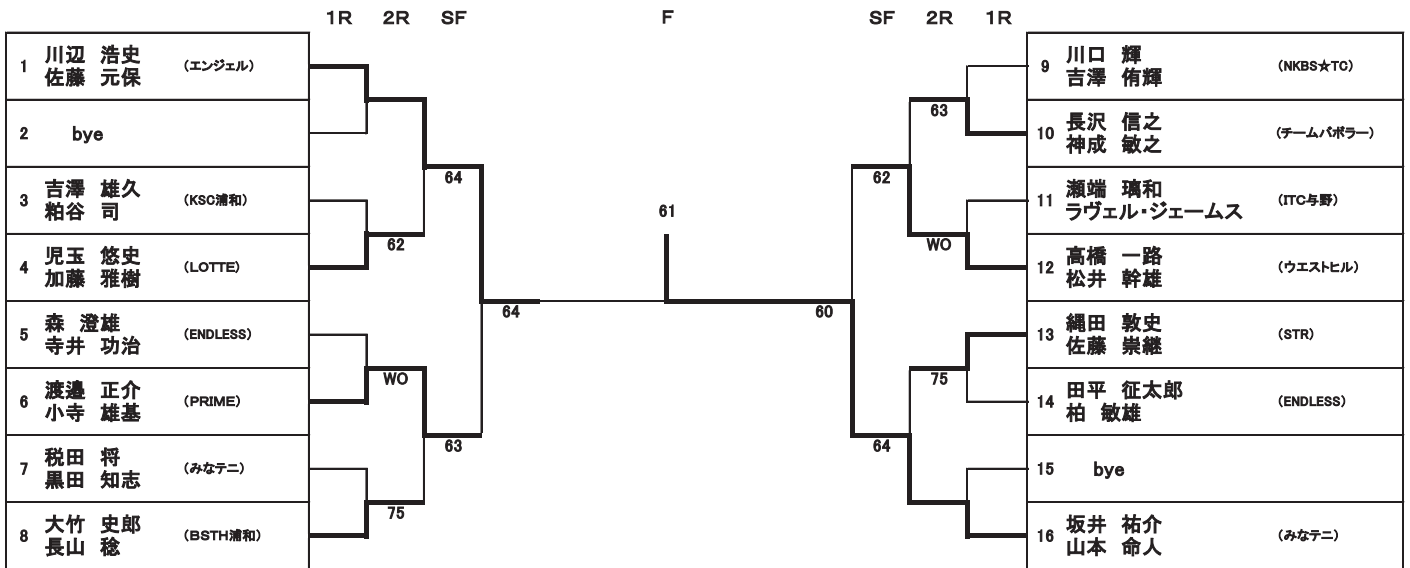 1R 2R SF F SF 2R 1R
1 川辺 浩史 (エンジェル)
佐藤 元保
2 bye
3 吉澤 雄久 (KSC浦和)
粕谷 司
4 児玉 悠史 (LOTTE)
加藤 雅樹
5 森 澄雄 (ENDLESS)
寺井 功治
6 渡邉 正介 (PRIME)
小寺 雄基
7 税田 将 (みなテニ)
黒田 知志
8 大竹 史郎 (BSTH浦和)
長山 稔
64
62
64
WO
63
75
61
63
62
WO
60
75
64
9 川口 輝 (NKBS☆TC)
吉澤 侑輝
10 長沢 信之 (チームバボラー)
神成 敏之
11 瀬端 璃和 (ITC与野)
ラヴェル・ジェームス
12 高橋 一路 (ウエストヒル)
松井 幹雄
13 縄田 敦史 (STR)
佐藤 崇継
14 田平 征太郎 (ENDLESS)
柏 敏雄
15 bye
16 坂井 祐介 (みなテニ)
山本 命人